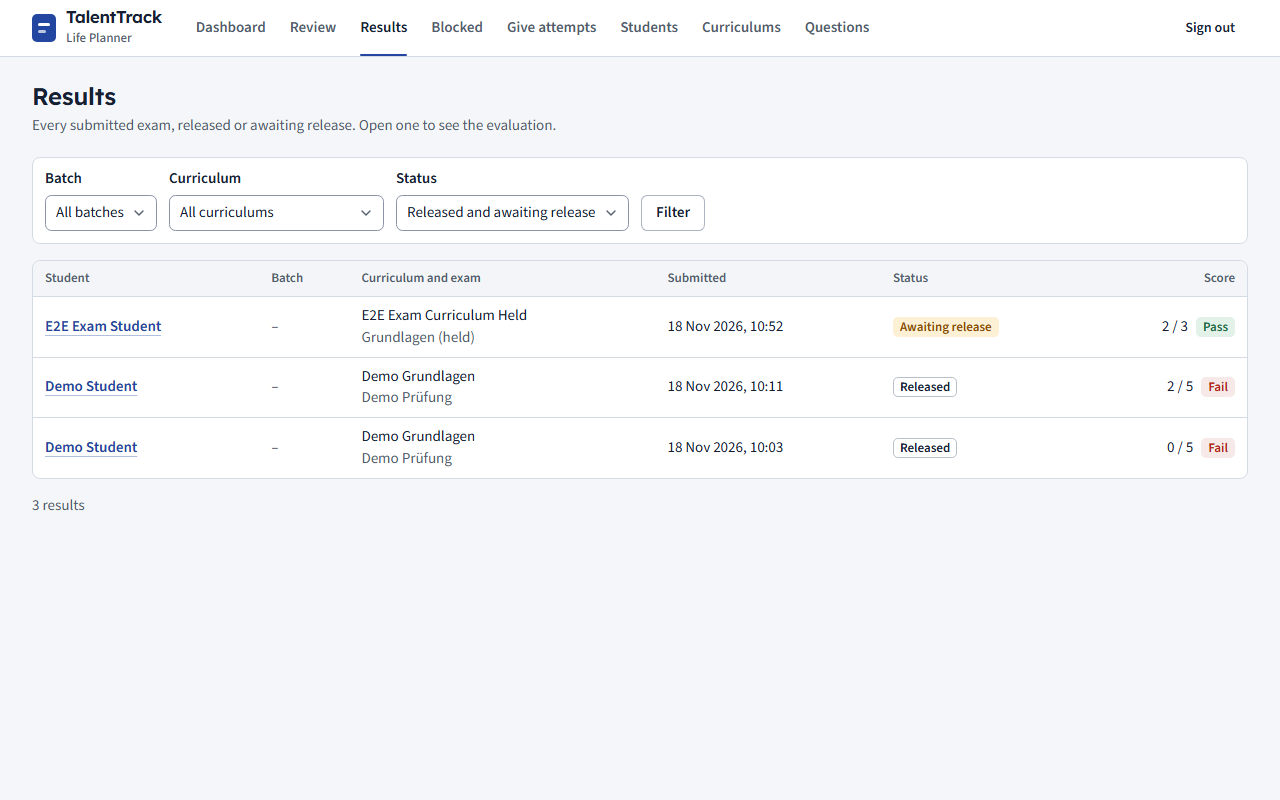 TalentTrack
Life Planner
Dashboard Review Results Blocked Give attempts Students Curriculums Questions Sign out
Results
Every submitted exam, released or awaiting release. Open one to see the evaluation.
Batch Curriculum Status
All batches All curriculums Released and awaiting release Filter
Student Batch Curriculum and exam Submitted Status Score
E2E Exam Student – E2E Exam Curriculum Held 18 Nov 2026, 10:52 Awaiting release 2 / 3 Pass
Grundlagen (held)
Demo Student – Demo Grundlagen 18 Nov 2026, 10:11 Released 2 / 5 Fail
Demo Prüfung
Demo Student – Demo Grundlagen 18 Nov 2026, 10:03 Released 0 / 5 Fail
Demo Prüfung
3 results